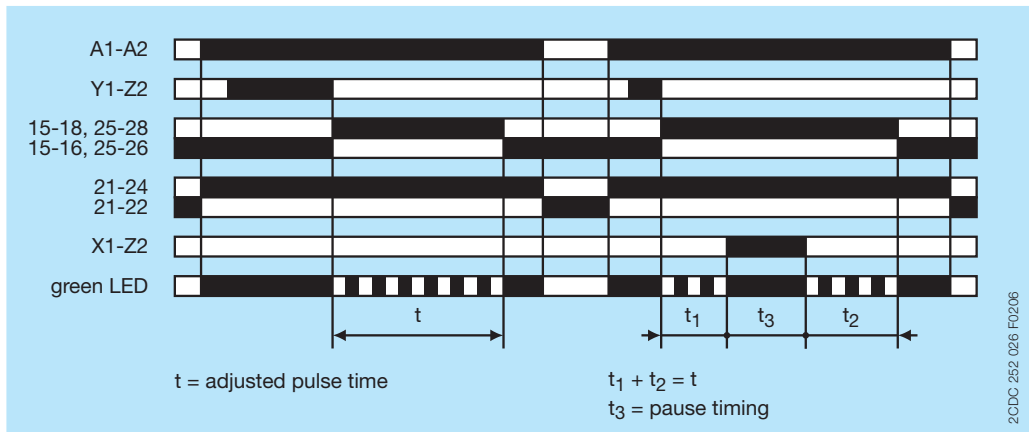 A1-A2
Y1-Z2
15-18, 25-28
15-16, 25-26
21-24
21-22
X1-Z2
green LED
t
t1
t3
t2
t = adjusted pulse time
t1 + t2 = t
t3 = pause timing
2CDC 252 026 F0206